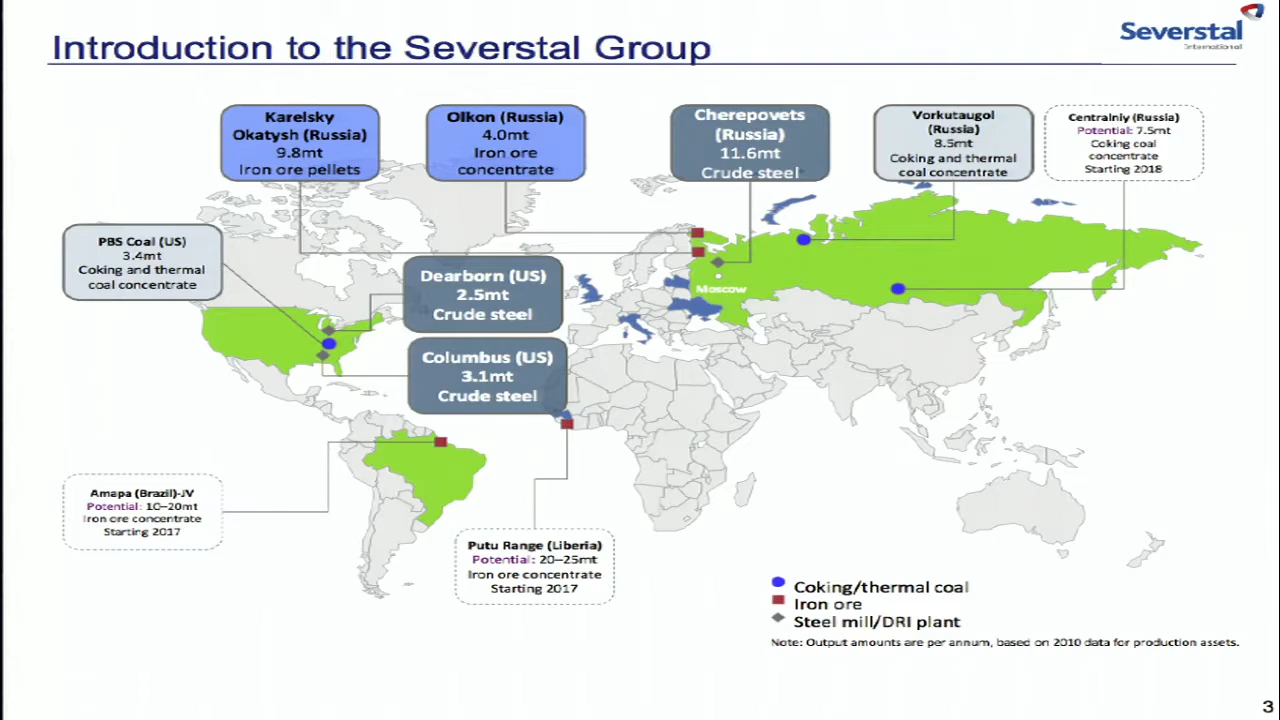 Introduction to the Severstal Group
Severstal
International
Karelsky
Okatysh (Russia)
9.8mt
Iron ore pellets
Olkon (Russia)
4.0mt
Iron ore
concentrate
Cherepovets
(Russia)
11.6mt
Crude steel
Vorkutaugol
(Russia)
8.5mt
Coking and thermal
coal concentrate
Centralniy (Russia)
Potential: 7.5mt
Coking coal
concentrate
Starting 2018
PBS Coal (US)
3.4mt
Coking and thermal
coal concentrate
Dearborn (US)
2.5mt
Crude steel
Moscow
Columbus (US)
3.1mt
Crude steel
Amapa (Brazil)-JV
Potential: 10–20mt
Iron ore concentrate
Starting 2017
Putu Range (Liberia)
Potential: 20–25mt
Iron ore concentrate
Starting 2017
Coking/thermal coal
Iron ore
Steel mill/DRI plant
Note: Output amounts are per annum, based on 2010 data for production assets.
3